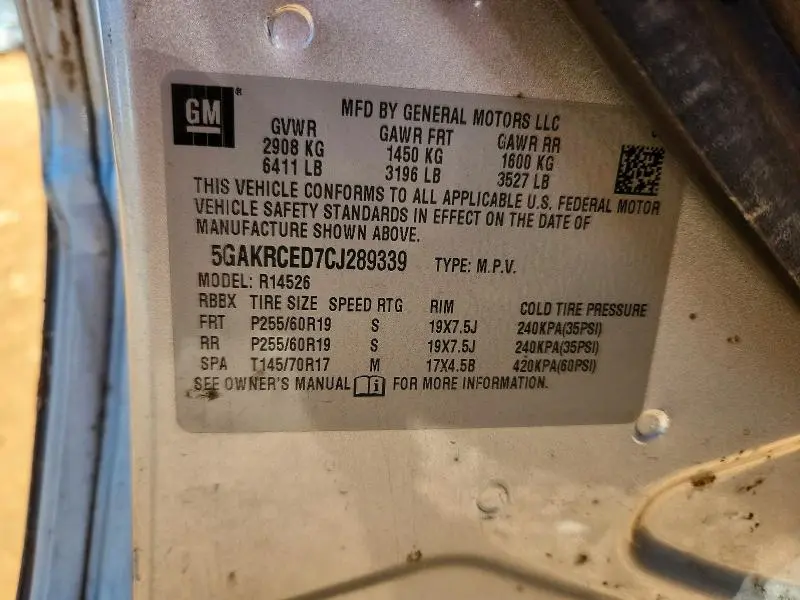 GM ®
MFD BY GENERAL MOTORS LLC
GVWR GAWR FRT GAWR RR
2908 KG 1450 KG 1600 KG
6411 LB 3196 LB 3527 LB
THIS VEHICLE CONFORMS TO ALL APPLICABLE U.S. FEDERAL MOTOR
VEHICLE SAFETY STANDARDS IN EFFECT ON THE DATE OF
MANUFACTURE SHOWN ABOVE.
5GAKRCED7CJ289339 TYPE: M.P.V.
MODEL: R14526
RBBX TIRE SIZE SPEED RTG RIM COLD TIRE PRESSURE
FRT P255/60R19 S 19X7.5J 240KPA(35PSI)
RR P255/60R19 S 19X7.5J 240KPA(35PSI)
SPA T145/70R17 M 17X4.5B 420KPA(60PSI)
SEE OWNER'S MANUAL FOR MORE INFORMATION.